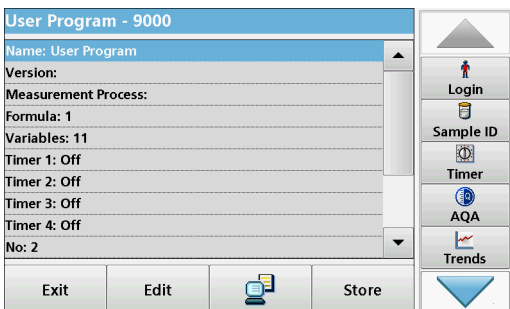 User Program - 9000
Name: User Program
Version:
Measurement Process:
Formula: 1
Variables: 11
Timer 1: Off
Timer 2: Off
Timer 3: Off
Timer 4: Off
No: 2
Exit
Edit
Store
Login
Sample ID
Timer
AQA
Trends